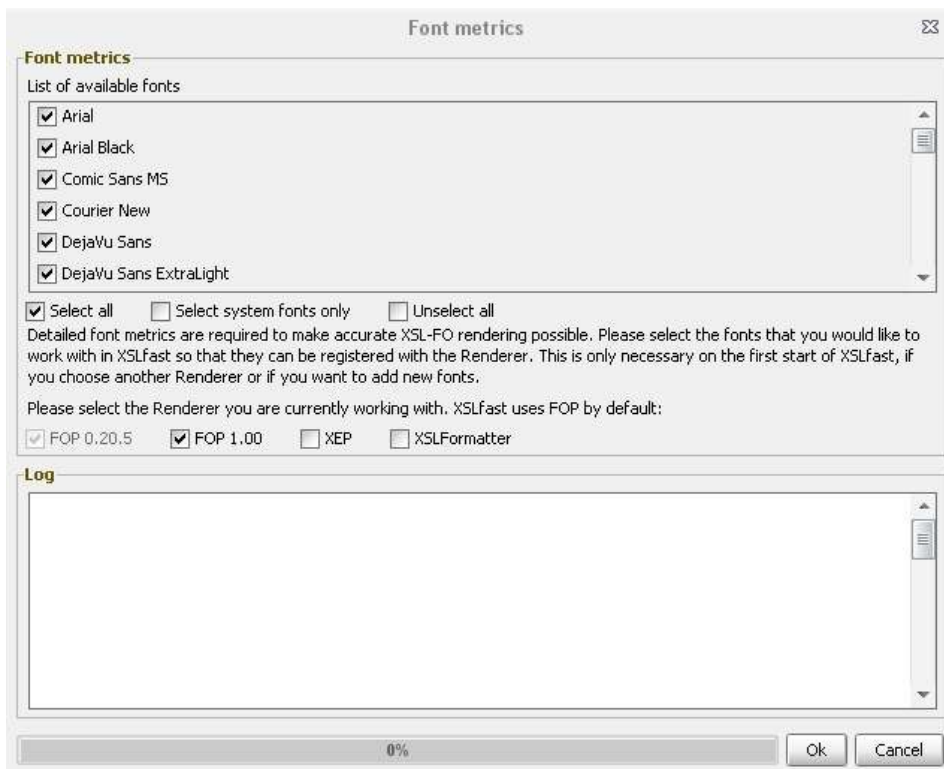 Font metrics
Font metrics
List of available fonts
Arial
Arial Black
Comic Sans MS
Courier New
DejaVu Sans
DejaVu Sans ExtraLight
Select all Select system fonts only Unselect all
Detailed font metrics are required to make accurate XSL-FO rendering possible. Please select the fonts that you would like to
work with in XSLfast so that they can be registered with the Renderer. This is only necessary on the first start of XSLfast, if
you choose another Renderer or if you want to add new fonts.
Please select the Renderer you are currently working with. XSLfast uses FOP by default:
FOP 0.20.5 FOP 1.00 XEP XSLFormatter
Log
0% Ok Cancel